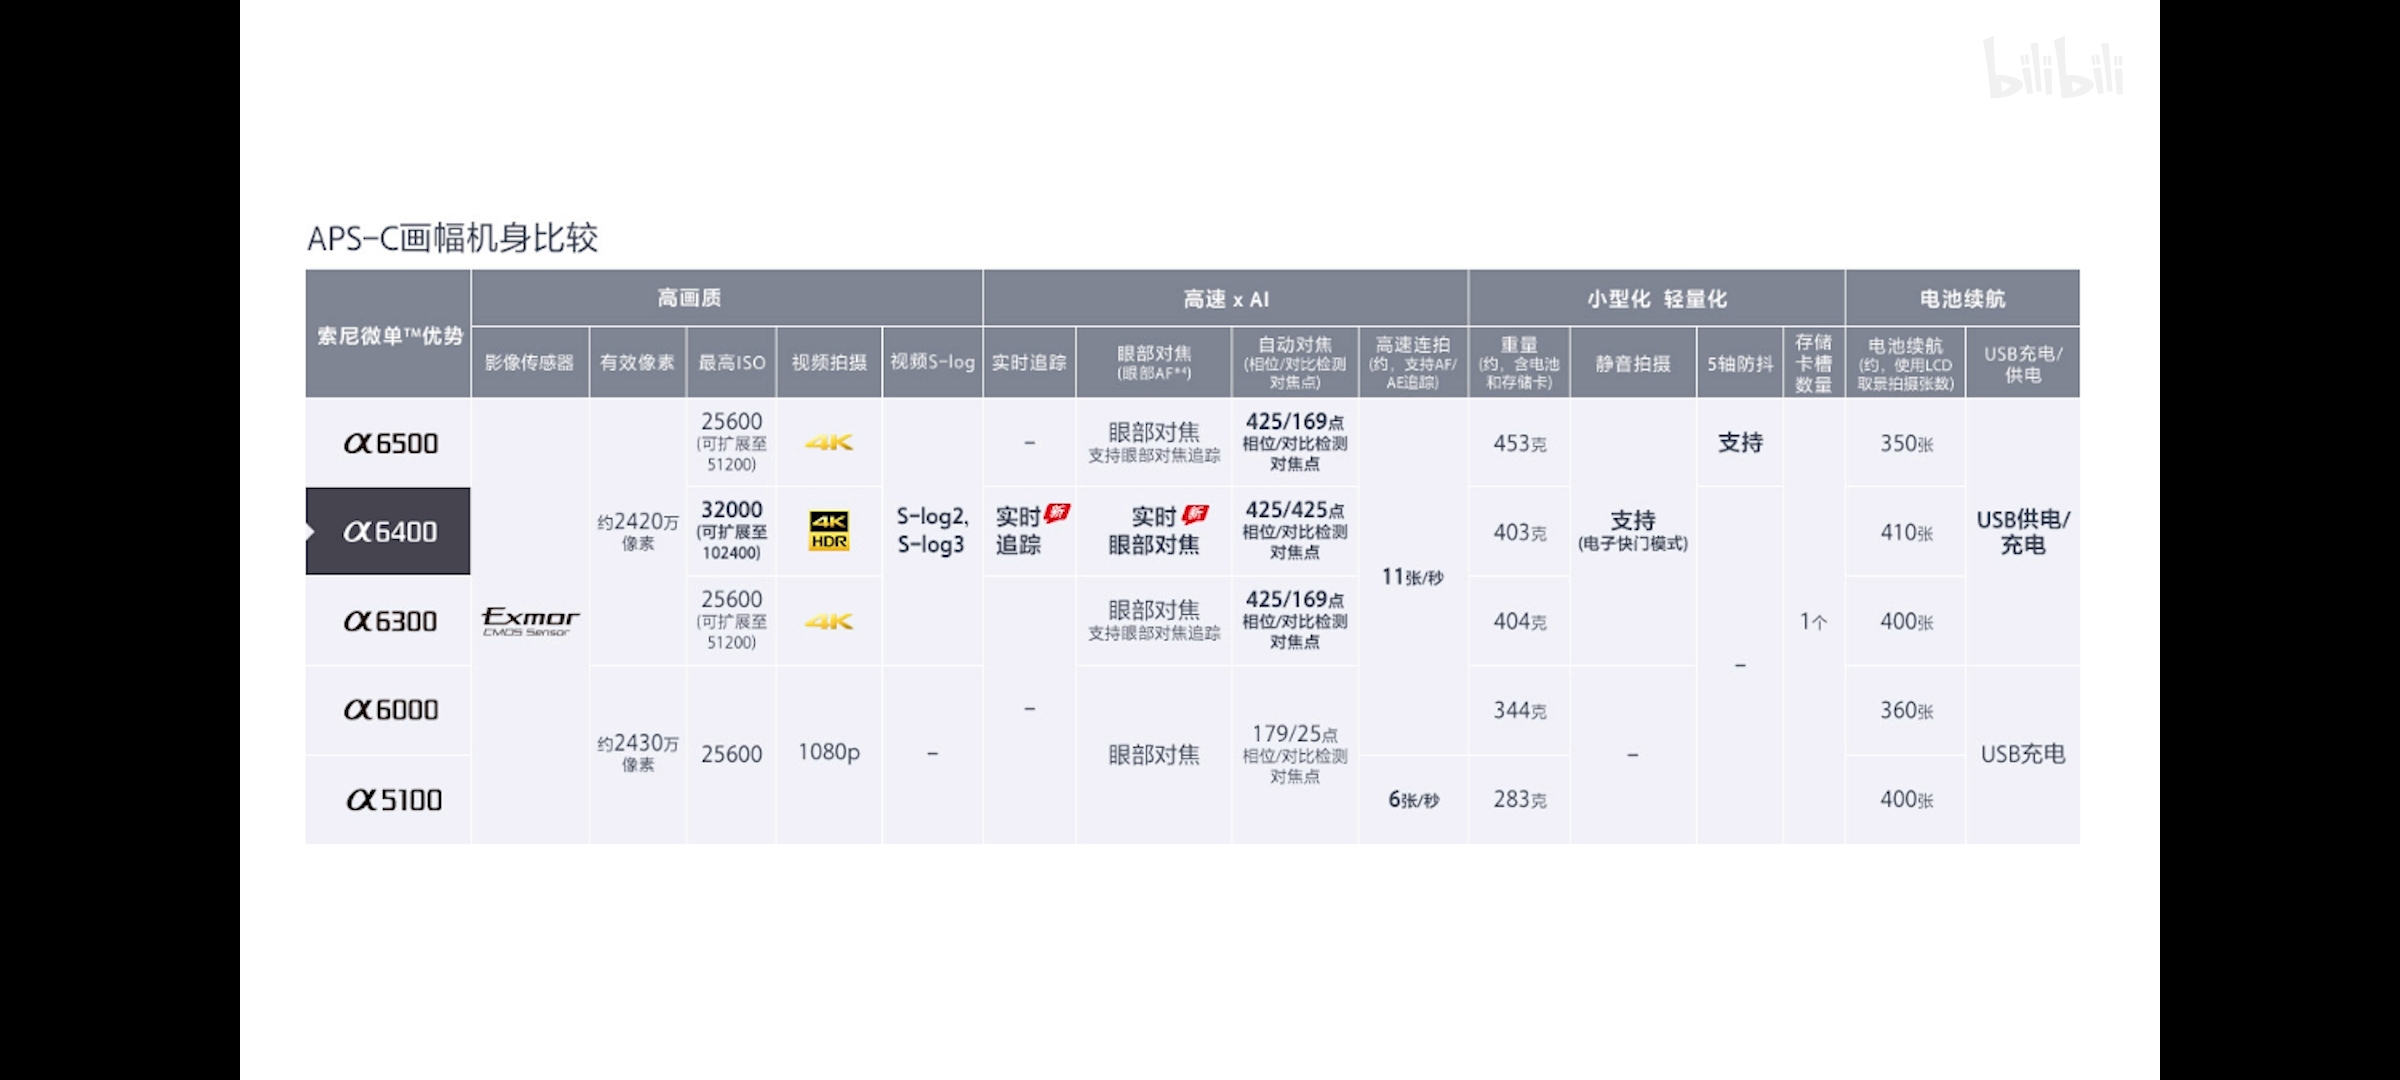 bilibili
APS-C画幅机身比较
索尼微单™优势
高画质
高速 x AI
小型化 轻量化
电池续航
影像传感器
有效像素
最高ISO
视频拍摄
视频S-log
实时追踪
眼部对焦
(眼部AF*4)
自动对焦
(相位/对比检测
对焦点)
高速连拍
(约，支持AF/
AE追踪)
重量
(约，含电池
和存储卡)
静音拍摄
5轴防抖
存储
卡槽
数量
电池续航
(约，使用LCD
取景拍摄张数)
USB充电/
供电
α6500
25600
(可扩展至
51200)
4K
–
眼部对焦
支持眼部对焦追踪
425/169点
相位/对比检测
对焦点
453克
支持
350张
α6400
约2420万
像素
32000
(可扩展至
102400)
4K
HDR
S-log2,
S-log3
实时新
追踪
实时新
眼部对焦
425/425点
相位/对比检测
对焦点
11张/秒
403克
支持
(电子快门模式)
410张
USB供电/
充电
α6300
Exmor
CMOS Sensor
25600
(可扩展至
51200)
4K
眼部对焦
支持眼部对焦追踪
425/169点
相位/对比检测
对焦点
404克
–
1个
400张
α6000
约2430万
像素
25600
1080p
–
–
眼部对焦
179/25点
相位/对比检测
对焦点
344克
–
360张
USB充电
α5100
6张/秒
283克
400张